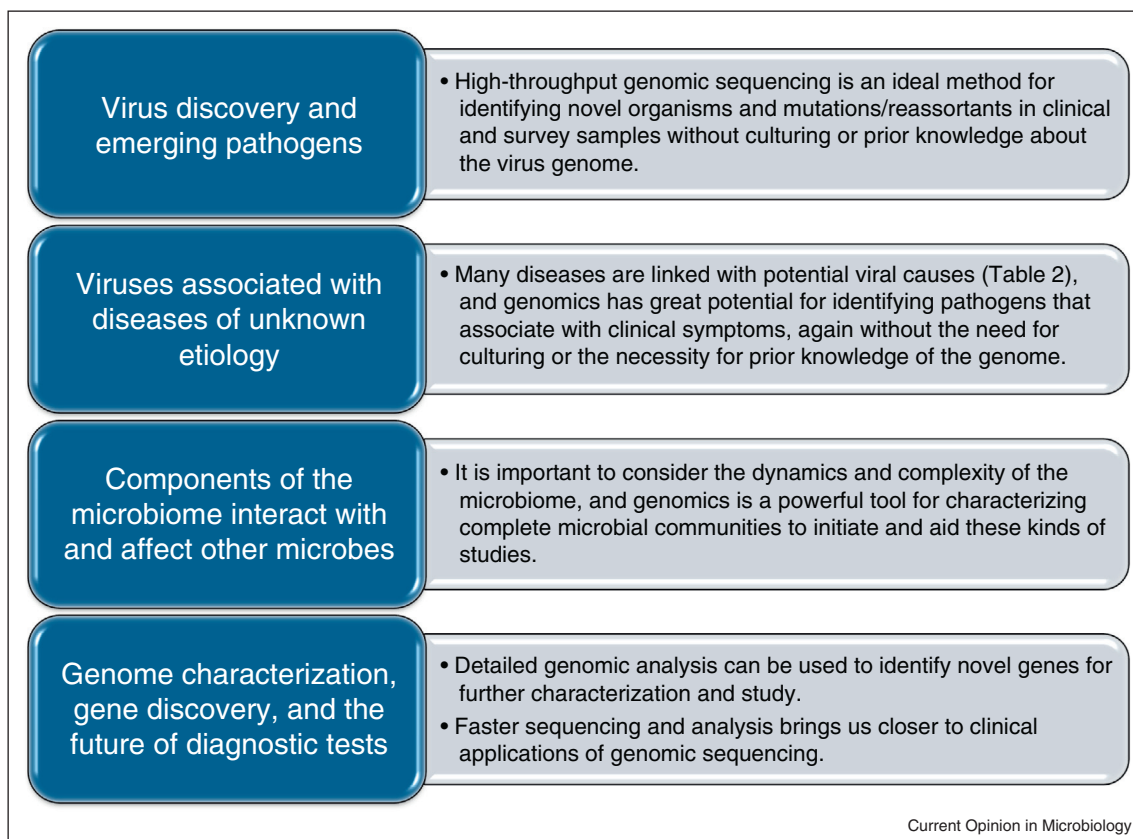 Virus discovery and
emerging pathogens
• High-throughput genomic sequencing is an ideal method for
identifying novel organisms and mutations/reassortants in clinical
and survey samples without culturing or prior knowledge about
the virus genome.
Viruses associated with
diseases of unknown
etiology
• Many diseases are linked with potential viral causes (Table 2),
and genomics has great potential for identifying pathogens that
associate with clinical symptoms, again without the need for
culturing or the necessity for prior knowledge of the genome.
Components of the
microbiome interact with
and affect other microbes
• It is important to consider the dynamics and complexity of the
microbiome, and genomics is a powerful tool for characterizing
complete microbial communities to initiate and aid these kinds of
studies.
Genome characterization,
gene discovery, and the
future of diagnostic tests
• Detailed genomic analysis can be used to identify novel genes for
further characterization and study.
• Faster sequencing and analysis brings us closer to clinical
applications of genomic sequencing.
Current Opinion in Microbiology